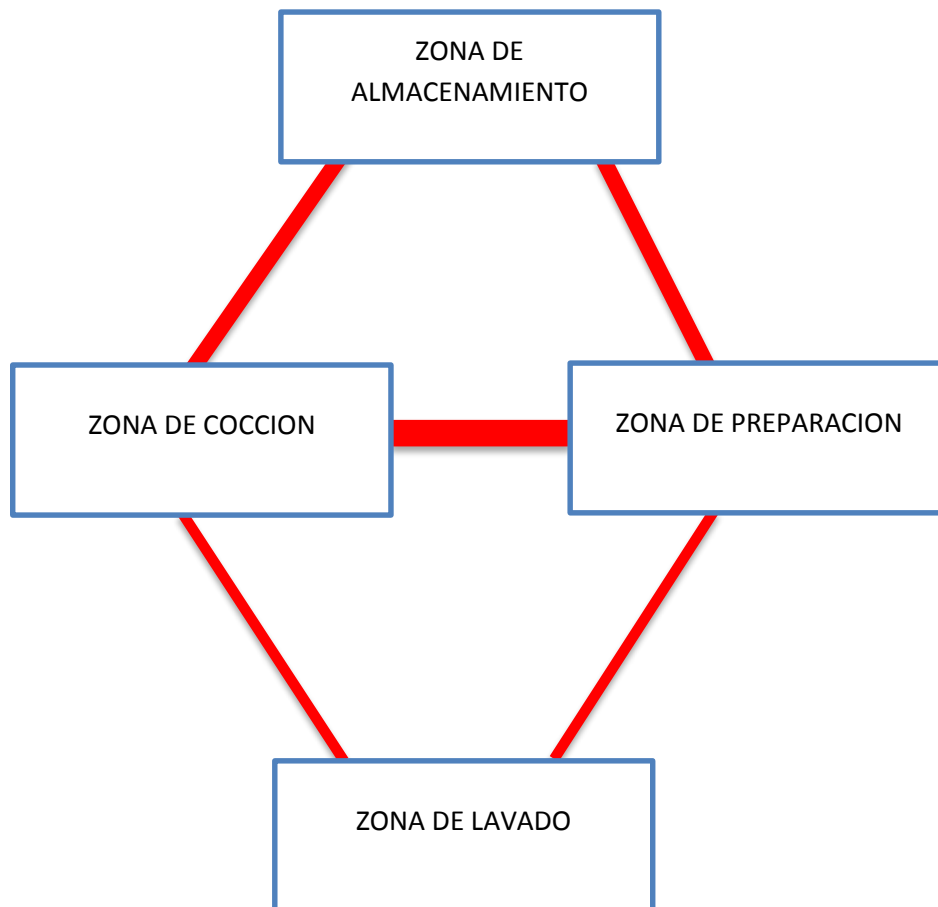 ZONA DE
ALMACENAMIENTO
ZONA DE COCCION
ZONA DE PREPARACION
ZONA DE LAVADO